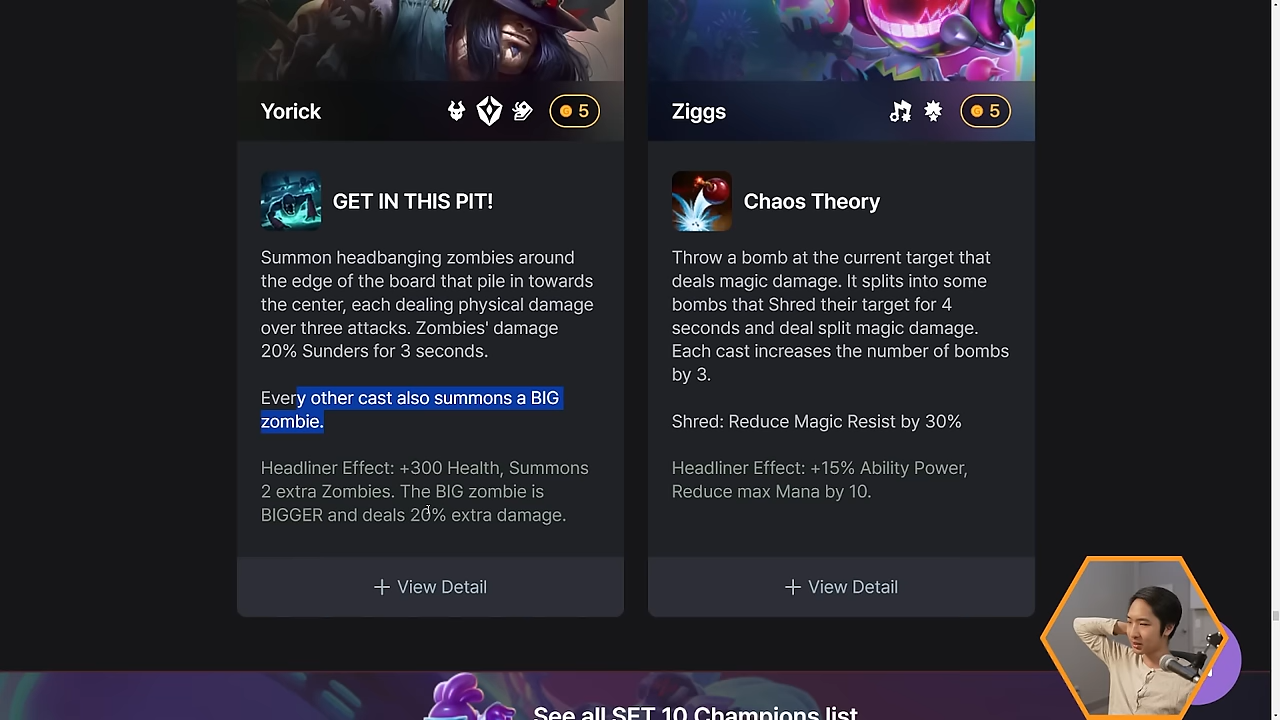 Yorick
5
Ziggs
5
GET IN THIS PIT!
Summon headbanging zombies around
the edge of the board that pile in towards
the center, each dealing physical damage
over three attacks. Zombies' damage
20% Sunders for 3 seconds.
Every other cast also summons a BIG
zombie.
Headliner Effect: +300 Health, Summons
2 extra Zombies. The BIG zombie is
BIGGER and deals 20% extra damage.
+ View Detail
Chaos Theory
Throw a bomb at the current target that
deals magic damage. It splits into some
bombs that Shred their target for 4
seconds and deal split magic damage.
Each cast increases the number of bombs
by 3.
Shred: Reduce Magic Resist by 30%
Headliner Effect: +15% Ability Power,
Reduce max Mana by 10.
+ View Detail
See all SET 10 Champions list